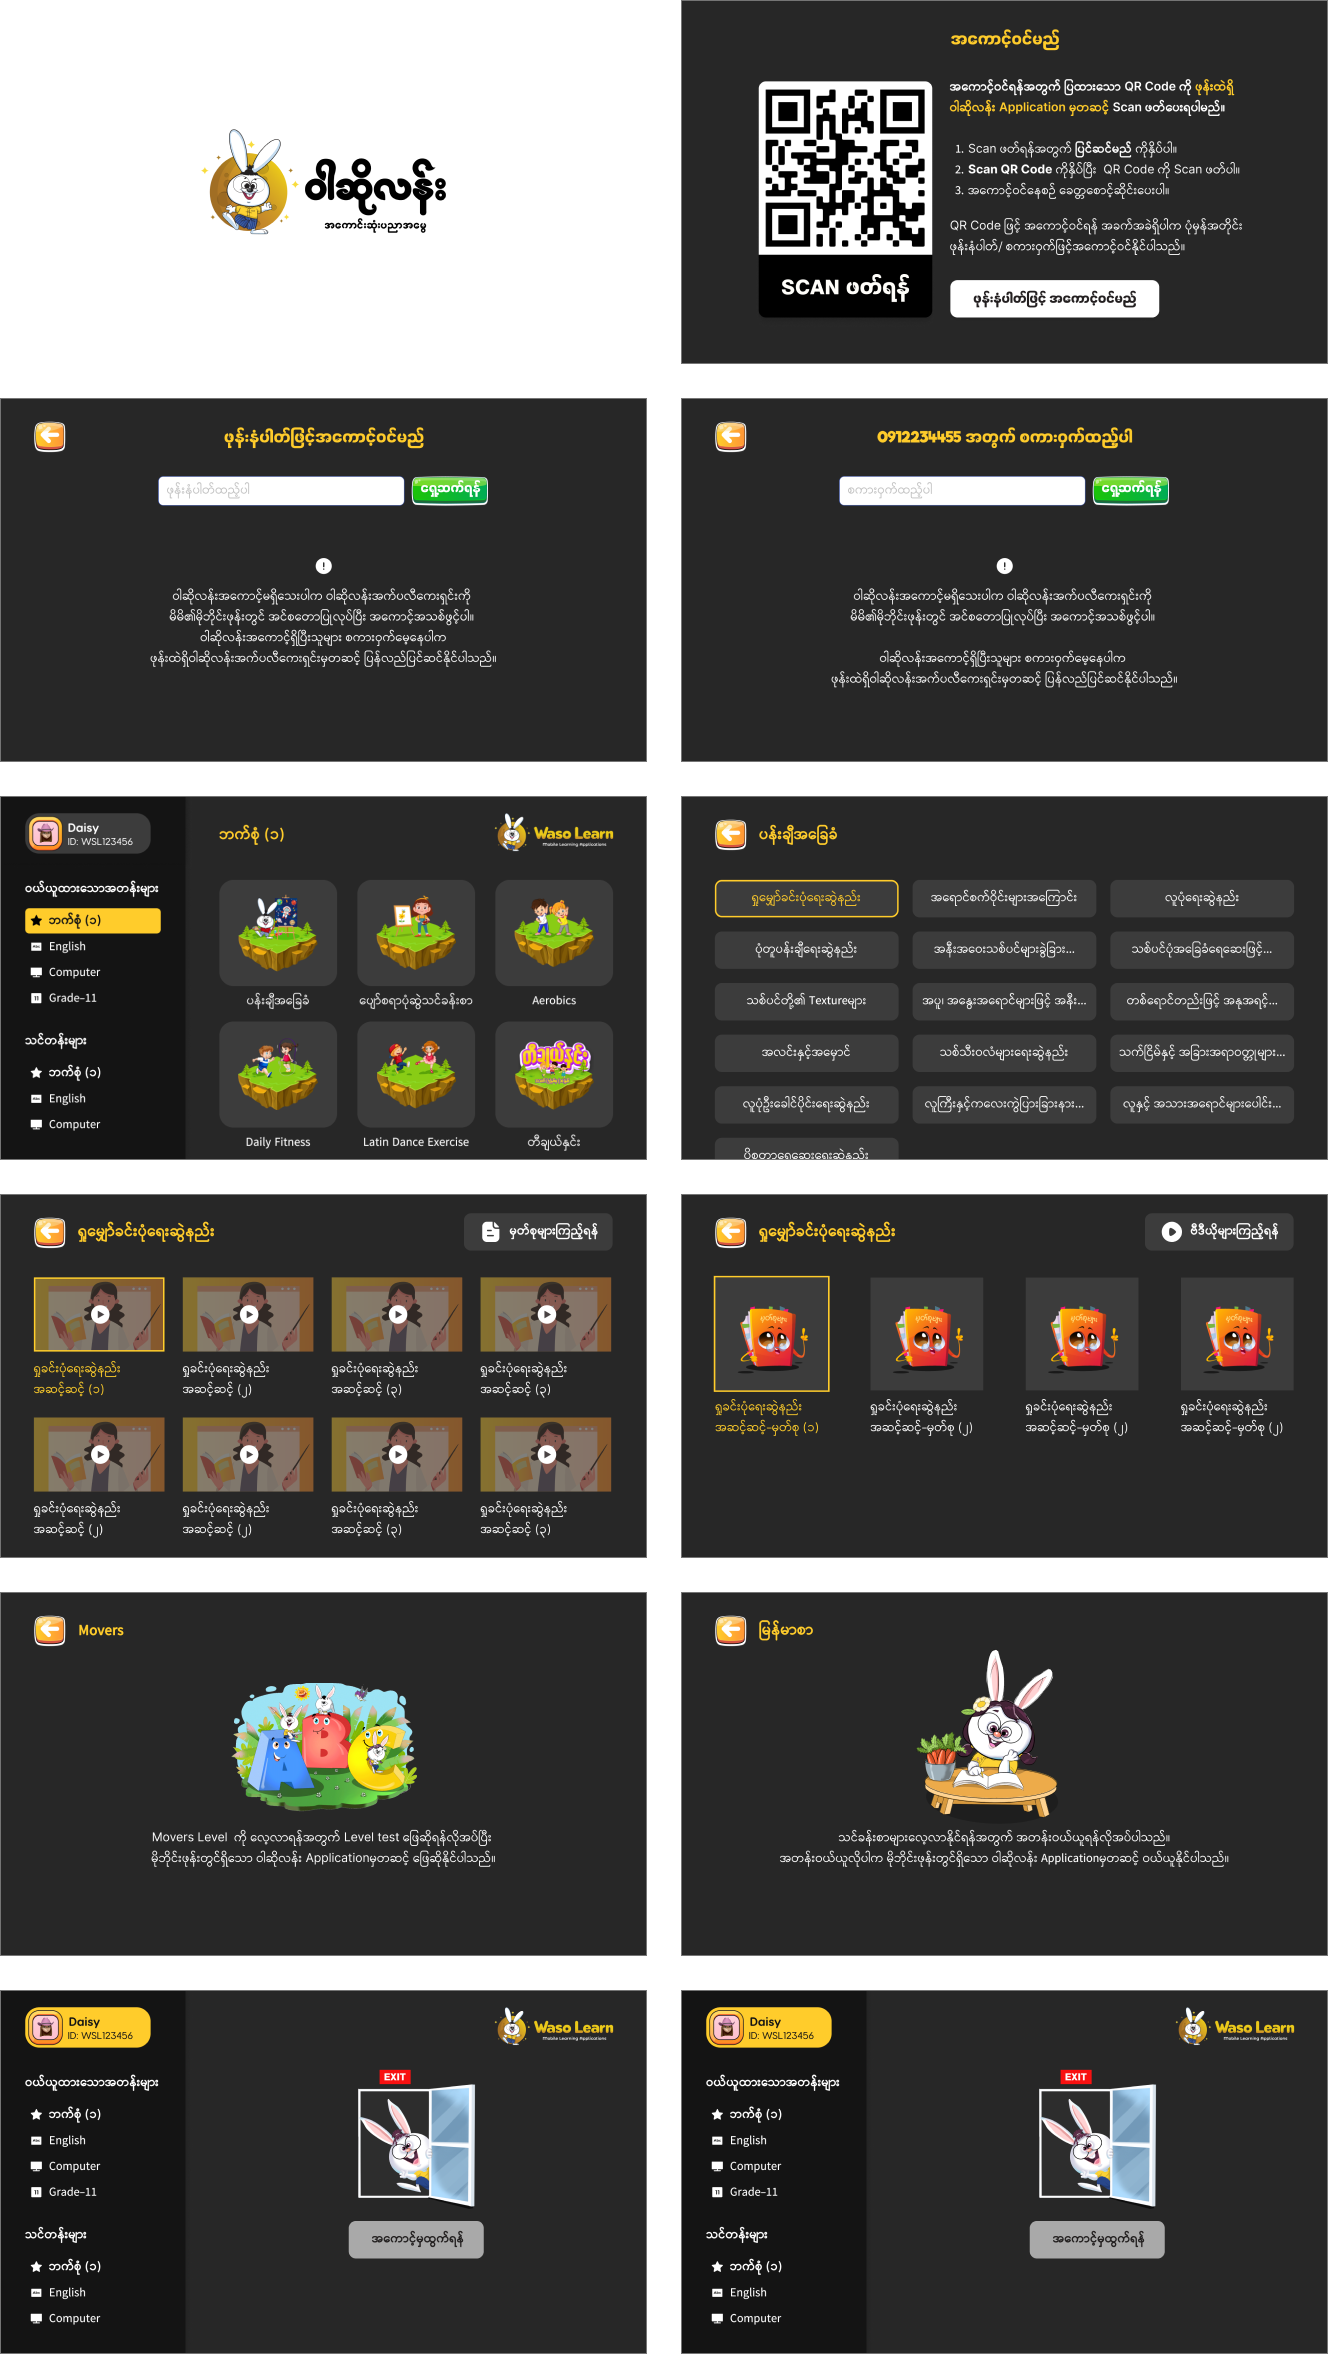 ဝါဆိုလန်း
အကောင်းဆုံးပညာအမွေ
အကောင့်ဝင်မည်
အကောင့်ဝင်ရန်အတွက် ပြထားသော QR Code ကို ဖုန်းထဲရှိ
ဝါဆိုလန်း Application မှတဆင့် Scan ဖတ်ပေးရပါမည်။
1. Scan ဖတ်ရန်အတွက် ပြင်ဆင်မည် ကိုနှိပ်ပါ။
2. Scan QR Code ကိုနှိပ်ပြီး QR Code ကို Scan ဖတ်ပါ။
3. အကောင့်ဝင်နေစဉ် ခေတ္တစောင့်ဆိုင်းပေးပါ။
QR Code ဖြင့် အကောင့်ဝင်ရန် အခက်အခဲရှိပါက ပုံမှန်အတိုင်း
ဖုန်းနံပါတ်/ စကားဝှက်ဖြင့်အကောင့်ဝင်နိုင်ပါသည်။
SCAN ဖတ်ရန်
ဖုန်းနံပါတ်ဖြင့် အကောင့်ဝင်မည်
ဖုန်းနံပါတ်ဖြင့်အကောင့်ဝင်မည်
ဖုန်းနံပါတ်ထည့်ပါ
ရှေ့ဆက်ရန်
ဝါဆိုလန်းအကောင့်မရှိသေးပါက ဝါဆိုလန်းအက်ပလီကေးရှင်းကို
မိမိ၏မိုဘိုင်းဖုန်းတွင် အင်စတောပြုလုပ်ပြီး အကောင့်အသစ်ဖွင့်ပါ။
ဝါဆိုလန်းအကောင့်ရှိပြီးသူများ စကားဝှက်မေ့နေပါက
ဖုန်းထဲရှိဝါဆိုလန်းအက်ပလီကေးရှင်းမှတဆင့် ပြန်လည်ပြင်ဆင်နိုင်ပါသည်။
0912234455 အတွက် စကားဝှက်ထည့်ပါ
စကားဝှက်ထည့်ပါ
ရှေ့ဆက်ရန်
ဝါဆိုလန်းအကောင့်မရှိသေးပါက ဝါဆိုလန်းအက်ပလီကေးရှင်းကို
မိမိ၏မိုဘိုင်းဖုန်းတွင် အင်စတောပြုလုပ်ပြီး အကောင့်အသစ်ဖွင့်ပါ။
ဝါဆိုလန်းအကောင့်ရှိပြီးသူများ စကားဝှက်မေ့နေပါက
ဖုန်းထဲရှိဝါဆိုလန်းအက်ပလီကေးရှင်းမှတဆင့် ပြန်လည်ပြင်ဆင်နိုင်ပါသည်။
Daisy
ID: WSL123456
ဝယ်ယူထားသောအတန်းများ
ဘက်စုံ (၁)
English
Computer
Grade-11
သင်တန်းများ
ဘက်စုံ (၁)
English
Computer
ဘက်စုံ (၁)
Waso Learn
Mobile Learning Applications
ပန်းချီအခြေခံ
ပျော်စရာပုံဆွဲသင်ခန်းစာ
Aerobics
Daily Fitness
Latin Dance Exercise
တီချယ်နှင်း
တီချယ်နှင်း
ပန်းချီအခြေခံ
ရှုမျှော်ခင်းပုံရေးဆွဲနည်း
အရောင်စက်ဝိုင်းများအကြောင်း
လူပုံရေးဆွဲနည်း
ပုံတူပန်းချီရေးဆွဲနည်း
အနီးအဝေးသစ်ပင်များခွဲခြား...
သစ်ပင်ပုံအခြေခံရေဆေးဖြင့်...
သစ်ပင်တို့၏ Textureများ
အပူ၊ အနွေးအရောင်များဖြင့် အနီး...
တစ်ရောင်တည်းဖြင့် အနုအရင့်...
အလင်းနှင့်အမှောင်
သစ်သီးဝလံများရေးဆွဲနည်း
သက်ငြိမ်နှင့် အခြားအရာဝတ္ထုများ...
လူပုံဦးခေါင်ပိုင်းရေးဆွဲနည်း
လူကြီးနှင့်ကလေးကွဲပြားခြားနား...
လူနှင့် အသားအရောင်များပေါင်း...
ပိစတာရေဆေးရေးဆွဲနည်း
ရှုမျှော်ခင်းပုံရေးဆွဲနည်း
မှတ်စုများကြည့်ရန်
ရှုခင်းပုံရေးဆွဲနည်း
အဆင့်ဆင့် (၁)
ရှုခင်းပုံရေးဆွဲနည်း
အဆင့်ဆင့် (၂)
ရှုခင်းပုံရေးဆွဲနည်း
အဆင့်ဆင့် (၃)
ရှုခင်းပုံရေးဆွဲနည်း
အဆင့်ဆင့် (၃)
ရှုခင်းပုံရေးဆွဲနည်း
အဆင့်ဆင့် (၂)
ရှုခင်းပုံရေးဆွဲနည်း
အဆင့်ဆင့် (၂)
ရှုခင်းပုံရေးဆွဲနည်း
အဆင့်ဆင့် (၃)
ရှုခင်းပုံရေးဆွဲနည်း
အဆင့်ဆင့် (၃)
ရှုမျှော်ခင်းပုံရေးဆွဲနည်း
ဗီဒီယိုများကြည့်ရန်
မှတ်စုများ
မှတ်စုများ
မှတ်စုများ
မှတ်စုများ
ရှုခင်းပုံရေးဆွဲနည်း
အဆင့်ဆင့်-မှတ်စု (၁)
ရှုခင်းပုံရေးဆွဲနည်း
အဆင့်ဆင့်-မှတ်စု (၂)
ရှုခင်းပုံရေးဆွဲနည်း
အဆင့်ဆင့်-မှတ်စု (၂)
ရှုခင်းပုံရေးဆွဲနည်း
အဆင့်ဆင့်-မှတ်စု (၂)
Movers
ABC
Movers Level ကို လေ့လာရန်အတွက် Level test ဖြေဆိုရန်လိုအပ်ပြီး
မိုဘိုင်းဖုန်းတွင်ရှိသော ဝါဆိုလန်း Applicationမှတဆင့် ဖြေဆိုနိုင်ပါသည်။
မြန်မာစာ
သင်ခန်းစာများလေ့လာနိုင်ရန်အတွက် အတန်းဝယ်ယူရန်လိုအပ်ပါသည်။
အတန်းဝယ်ယူလိုပါက မိုဘိုင်းဖုန်းတွင်ရှိသော ဝါဆိုလန်း Applicationမှတဆင့် ဝယ်ယူနိုင်ပါသည်။
Daisy
ID: WSL123456
ဝယ်ယူထားသောအတန်းများ
ဘက်စုံ (၁)
English
Computer
Grade-11
သင်တန်းများ
ဘက်စုံ (၁)
English
Computer
Waso Learn
Mobile Learning Applications
EXIT
အကောင့်မှထွက်ရန်
Daisy
ID: WSL123456
ဝယ်ယူထားသောအတန်းများ
ဘက်စုံ (၁)
English
Computer
Grade-11
သင်တန်းများ
ဘက်စုံ (၁)
English
Computer
Waso Learn
Mobile Learning Applications
EXIT
အကောင့်မှထွက်ရန်